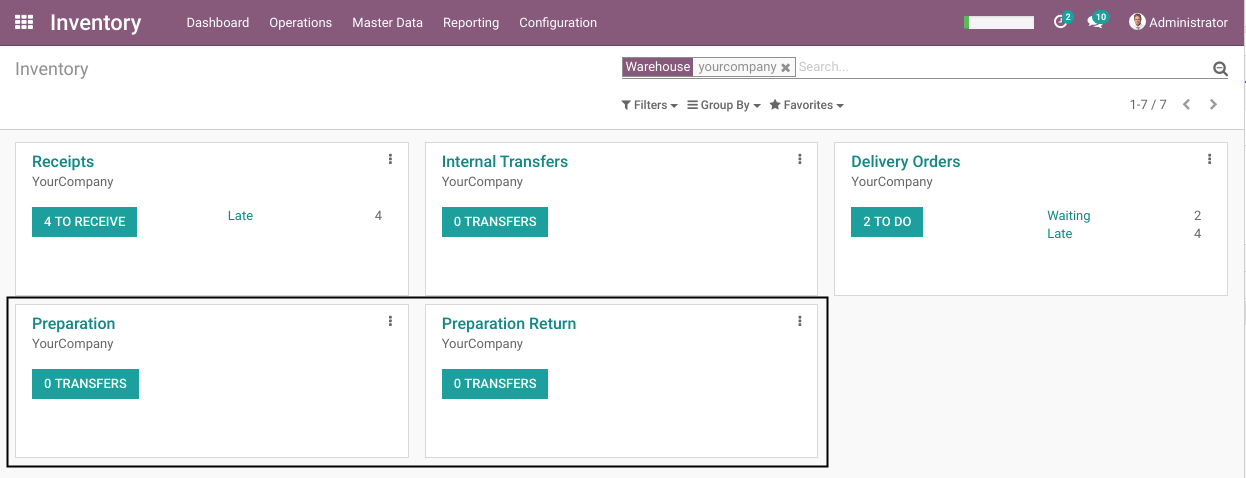 Inventory Dashboard Operations Master Data Reporting Configuration 2 10 Administrator
Inventory Warehouse yourcompany Search...
Filters Group By Favorites 1-7 / 7
Receipts
YourCompany
4 TO RECEIVE Late 4
Internal Transfers
YourCompany
0 TRANSFERS
Delivery Orders
YourCompany
2 TO DO Waiting 2
Late 4
Preparation
YourCompany
0 TRANSFERS
Preparation Return
YourCompany
0 TRANSFERS